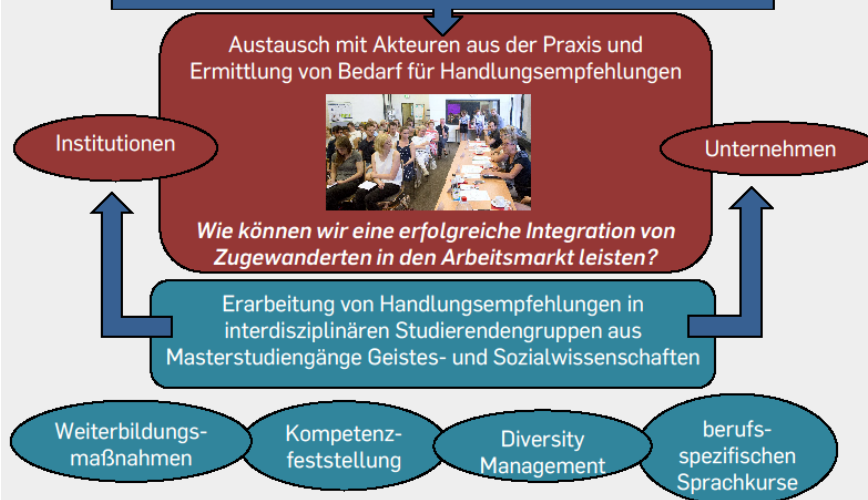 Austausch mit Akteuren aus der Praxis und
Ermittlung von Bedarf für Handlungsempfehlungen
Institutionen
Unternehmen
Wie können wir eine erfolgreiche Integration von
Zugewanderten in den Arbeitsmarkt leisten?
Erarbeitung von Handlungsempfehlungen in
interdisziplinären Studierendengruppen aus
Masterstudiengänge Geistes- und Sozialwissenschaften
Weiterbildungs-
maßnahmen
Kompetenz-
feststellung
Diversity
Management
berufs-
spezifischen
Sprachkurse